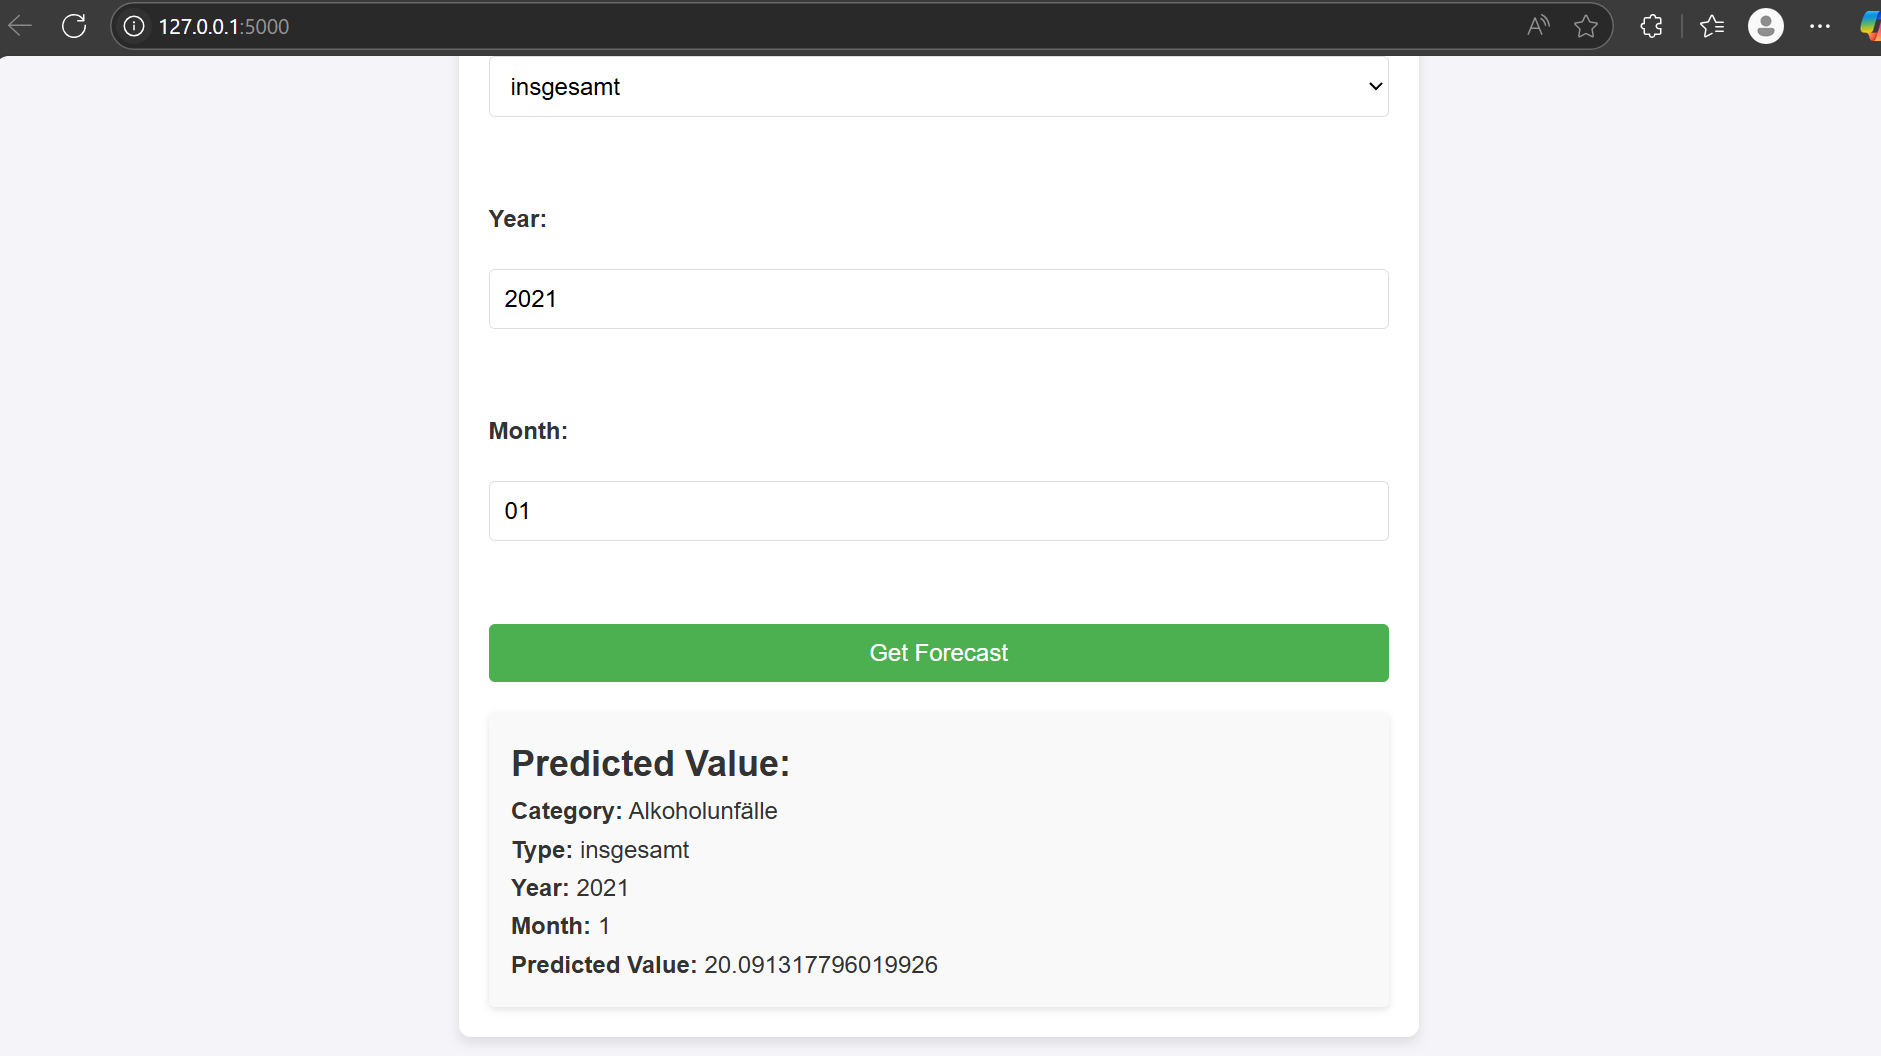 127.0.0.1:5000
insgesamt
Year:
2021
Month:
01
Get Forecast
Predicted Value:
Category: Alkoholunfälle
Type: insgesamt
Year: 2021
Month: 1
Predicted Value: 20.091317796019926